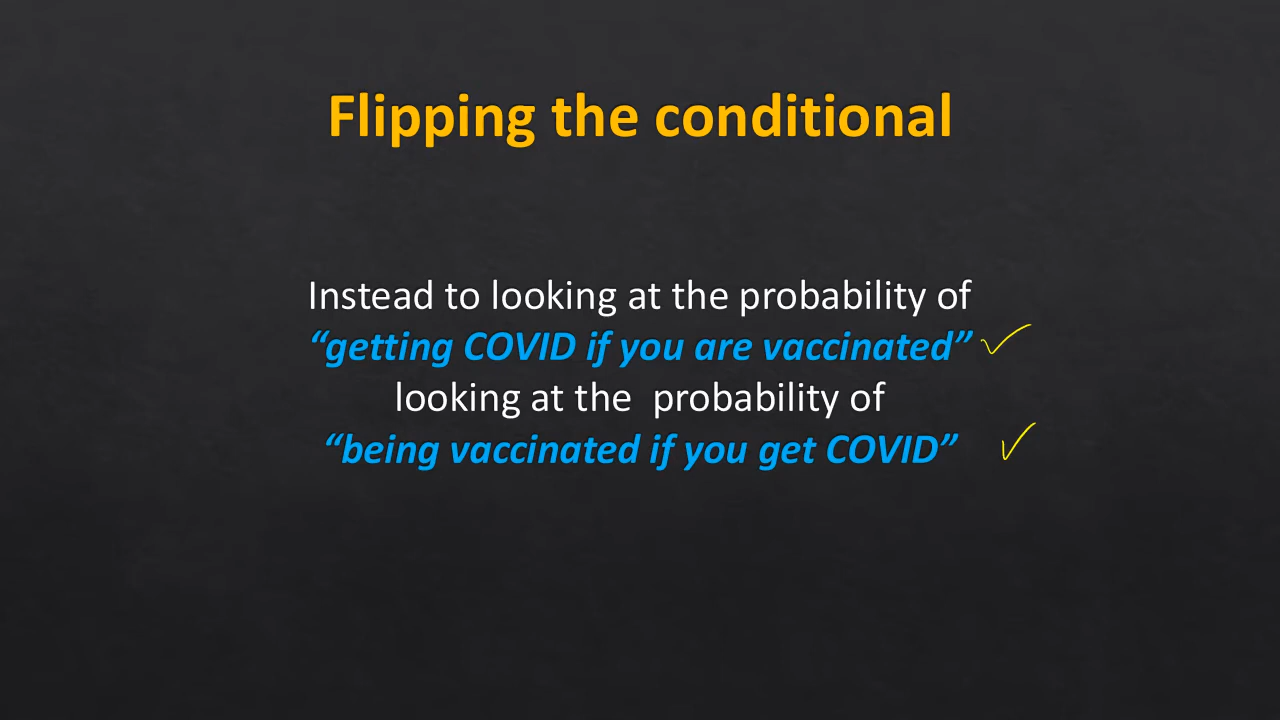 Flipping the conditional
Instead to looking at the probability of
“getting COVID if you are vaccinated”
looking at the  probability of
“being vaccinated if you get COVID”